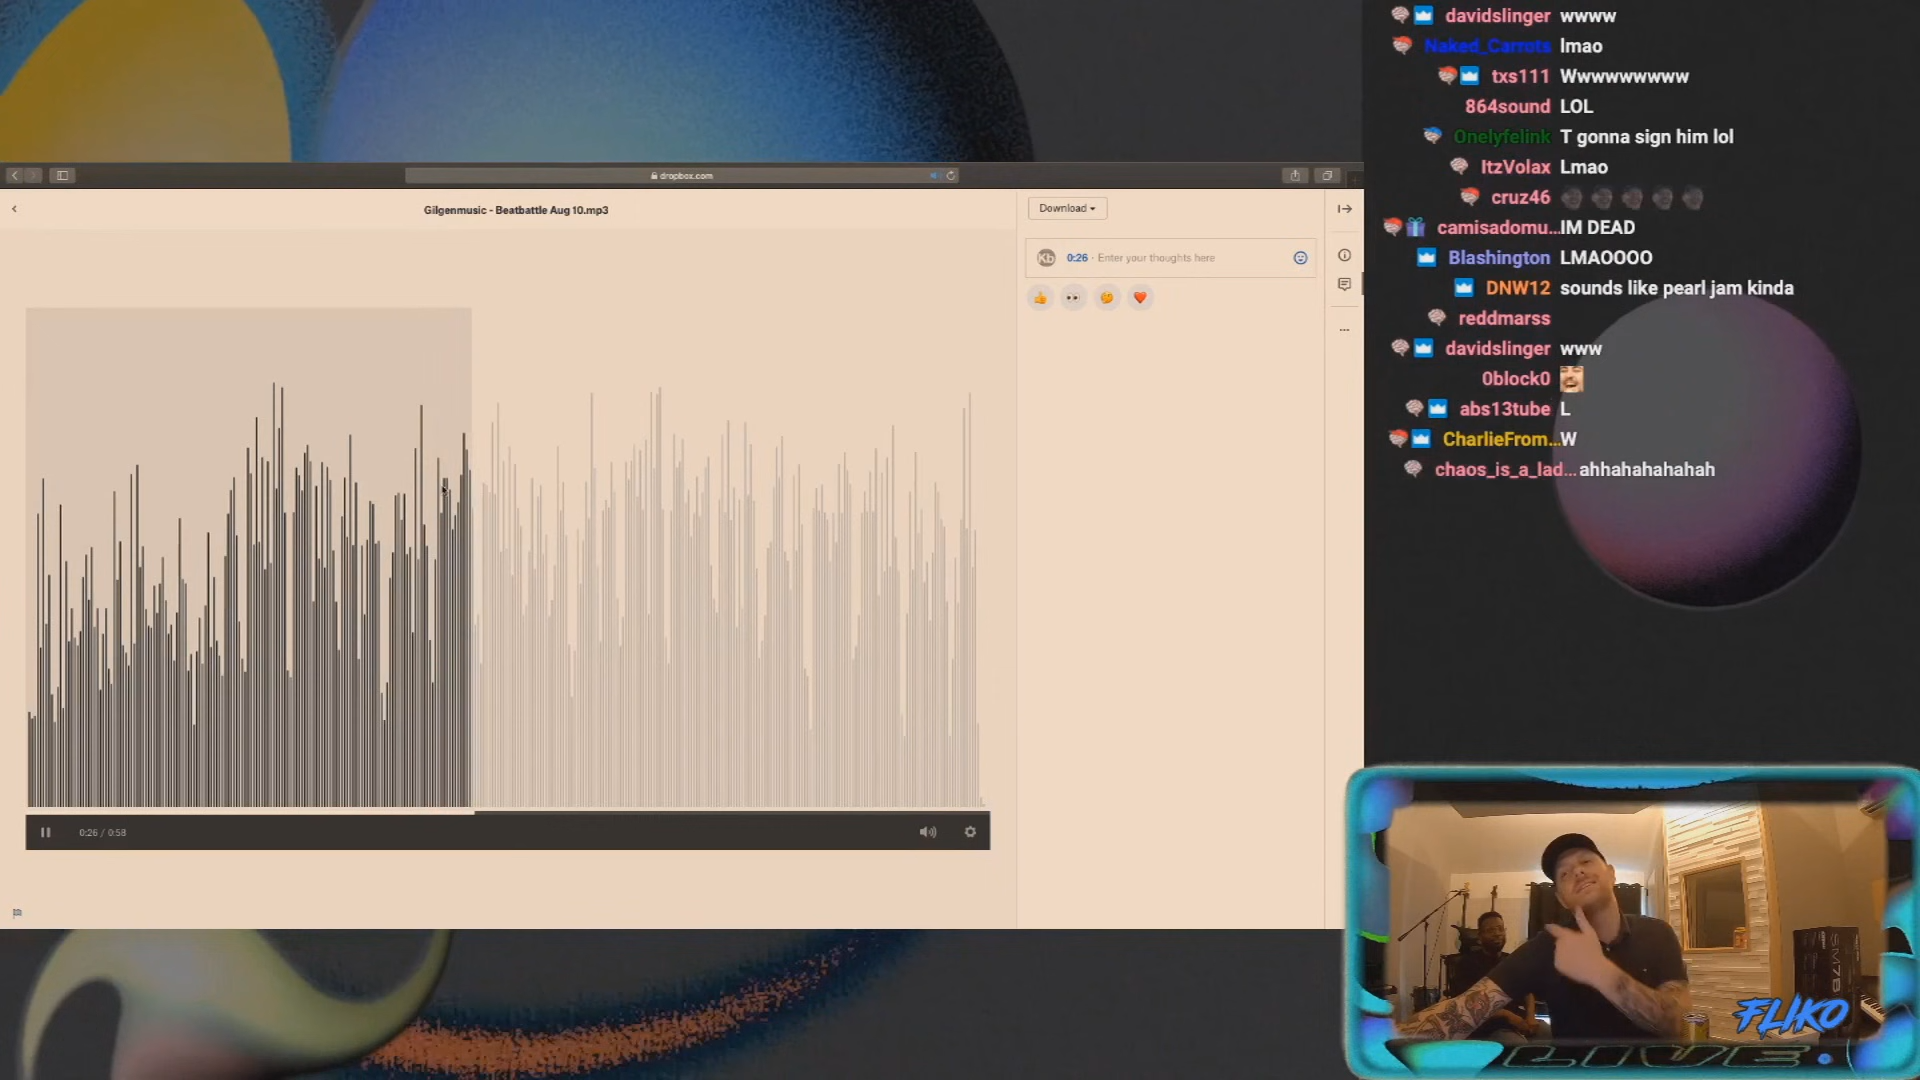 dropbox.com
Gilgenmusic - Beatbattle Aug 10.mp3
Download
Kb 0:26 - Enter your thoughts here
0:26 / 0:58
davidslinger wwww
Naked_Carrots lmao
txs111 Wwwwwwwww
864sound LOL
Onelyfelink T gonna sign him lol
ItzVolax Lmao
cruz46
camisadomu... IM DEAD
Blashington LMAOOOO
DNW12 sounds like pearl jam kinda
reddmarss
davidslinger www
0block0
abs13tube L
CharlieFrom... W
chaos_is_a_lad... ahhahahahahah
SM7B
FLIKO
LIVE.